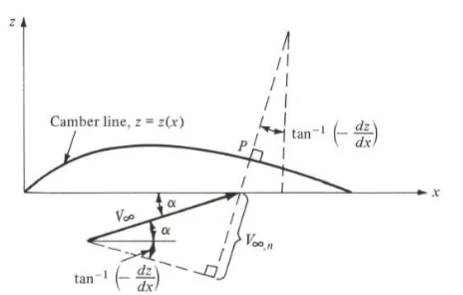 z
Camber line, z = z(x)
P
tan⁻¹ (− dz/dx)
x
α
V∞
α
V∞,n
tan⁻¹ (− dz/dx)